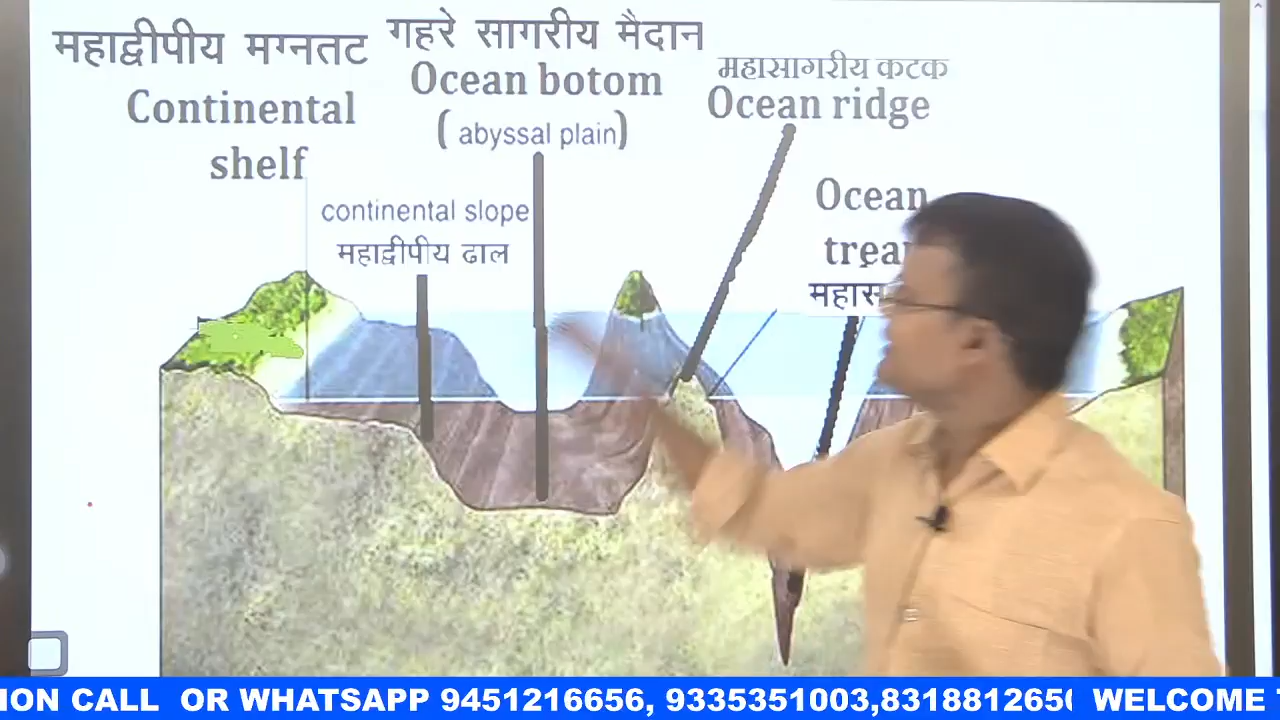 महाद्वीपीय मग्नतट
Continental
shelf
गहरे सागरीय मैदान
Ocean botom
( abyssal plain)
महासागरीय कटक
Ocean ridge
continental slope
महाद्वीपीय ढाल
Ocean
CALL OR WHATSAPP 9451216656, 9335351003, WELCOME